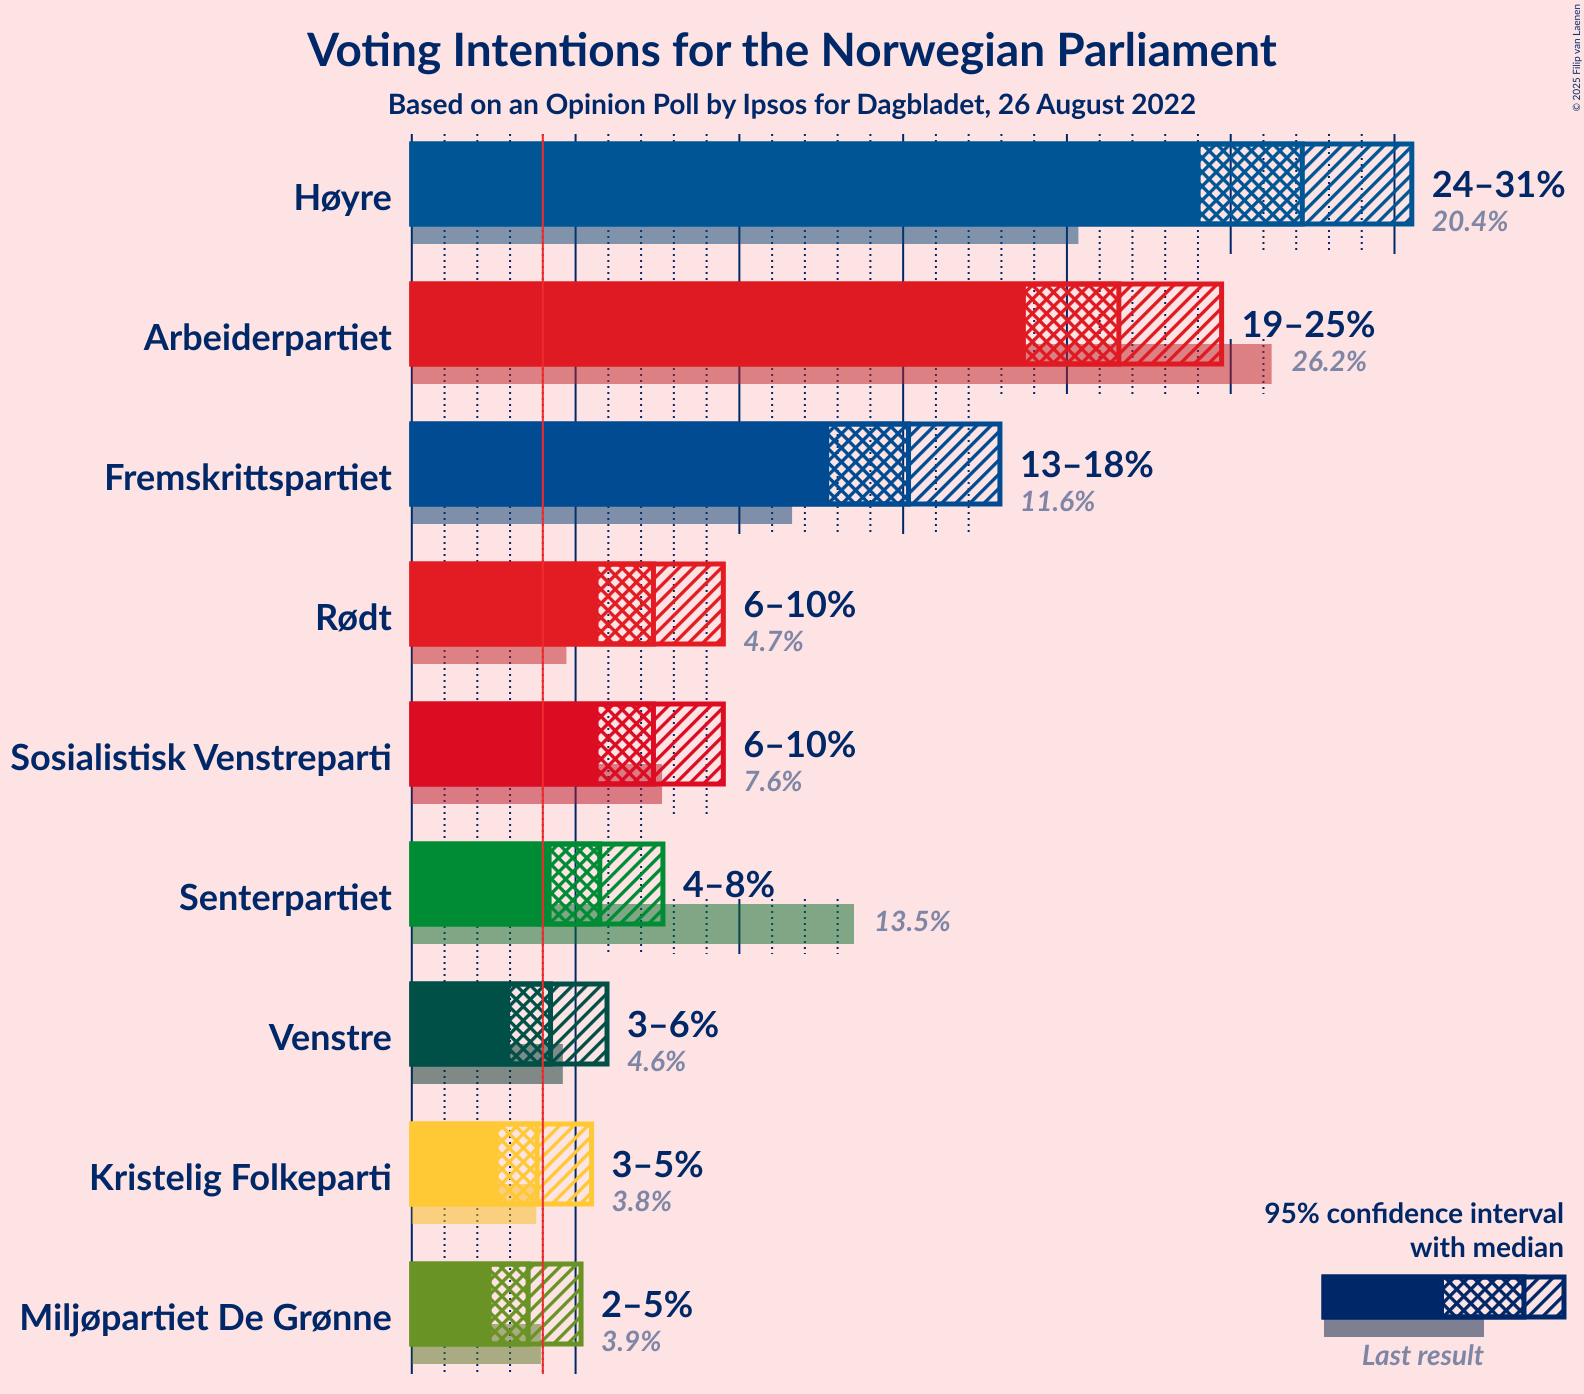 Voting Intentions for the Norwegian Parliament
Based on an Opinion Poll by Ipsos for Dagbladet, 26 August 2022
© 2025 Filip van Laenen
Høyre
24–31%
20.4%
Arbeiderpartiet
19–25%
26.2%
Fremskrittspartiet
13–18%
11.6%
Rødt
6–10%
4.7%
Sosialistisk Venstreparti
6–10%
7.6%
Senterpartiet
4–8%
13.5%
Venstre
3–6%
4.6%
Kristelig Folkeparti
3–5%
3.8%
Miljøpartiet De Grønne
2–5%
3.9%
95% confidence interval
with median
Last result